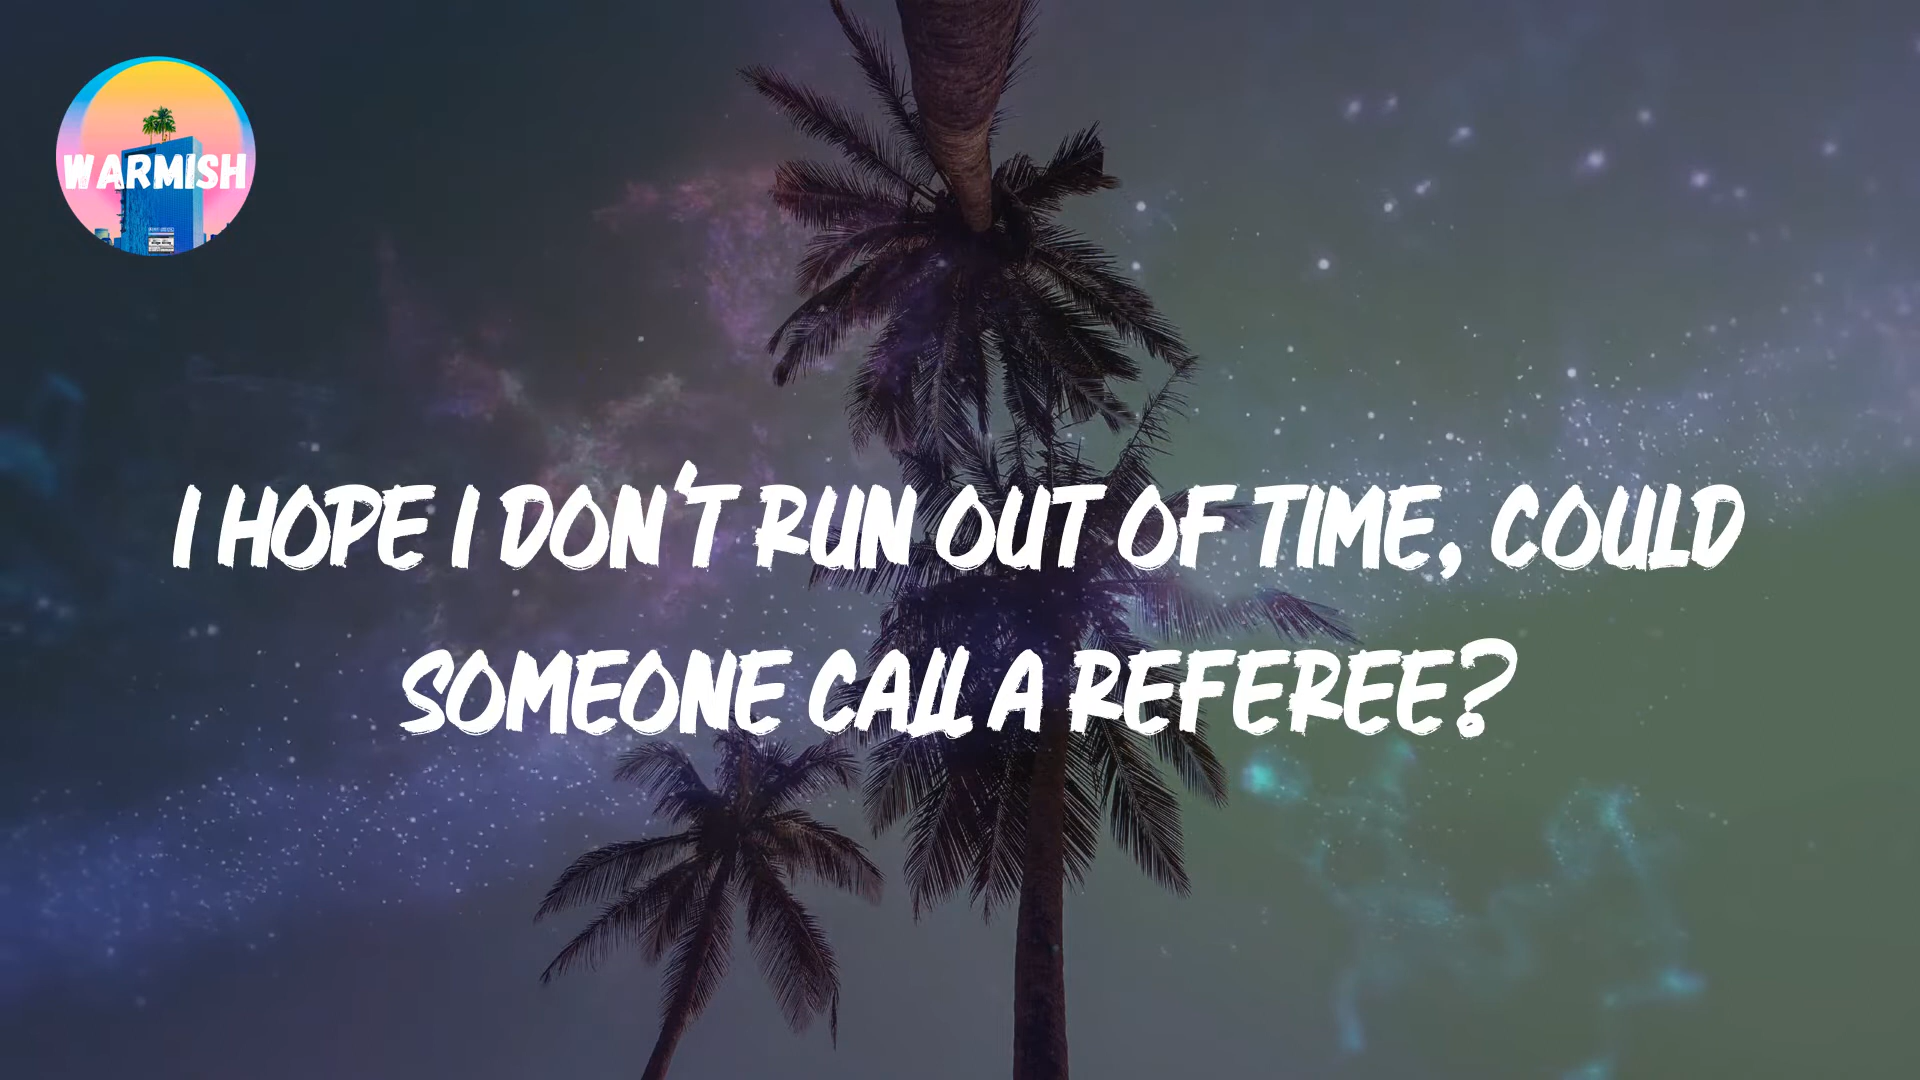 WARMISH
I HOPE I DON'T RUN OUT OF TIME, COULD
SOMEONE CALL A REFEREE?